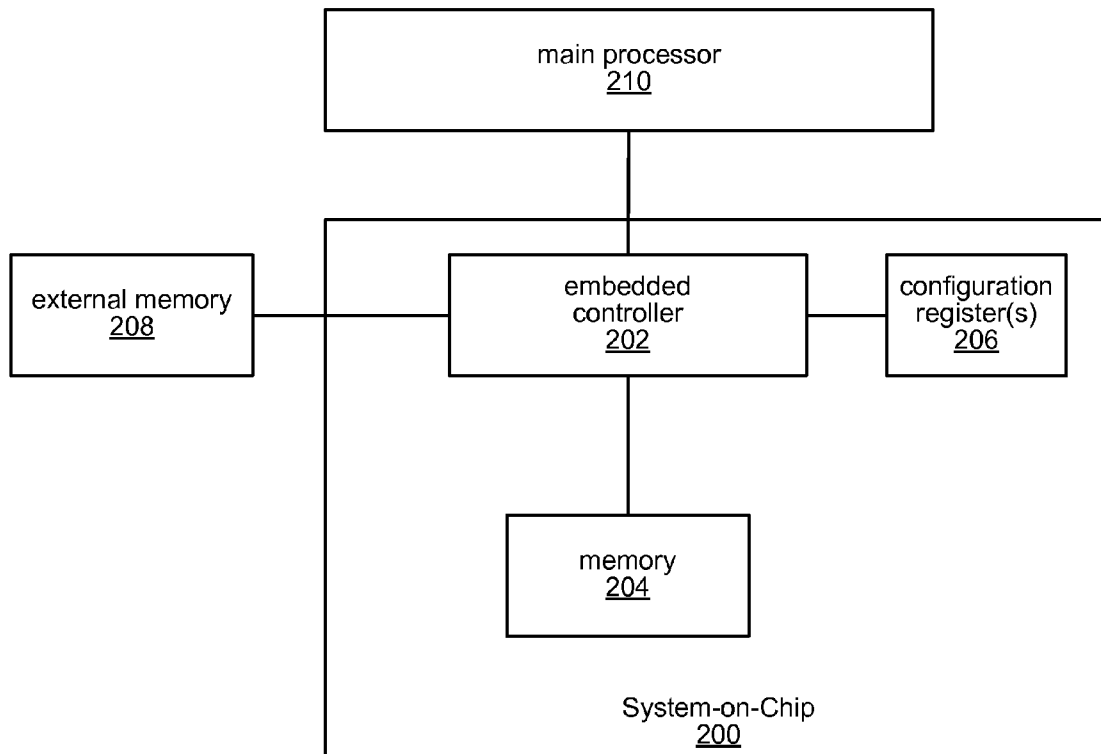 main processor
210
external memory
208
embedded
controller
202
configuration
register(s)
206
memory
204
System-on-Chip
200